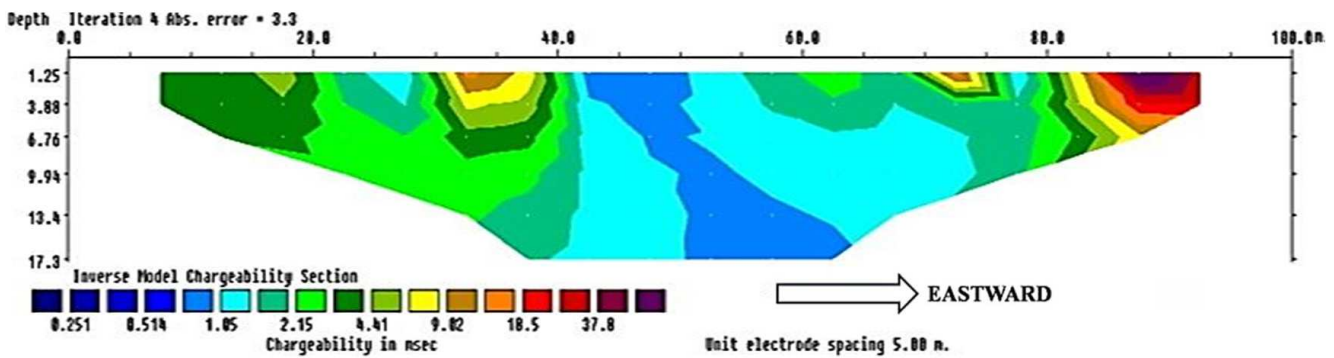 Depth Iteration 4 Abs. error = 3.3
0.0 20.0 40.0 60.0 80.0 100.0m.
1.25
3.88
6.76
9.94
13.4
17.3
Inverse Model Chargeability Section
0.251 0.514 1.05 2.15 4.41 9.02 18.5 37.8
Chargeability in msec
EASTWARD
Unit electrode spacing 5.00 m.